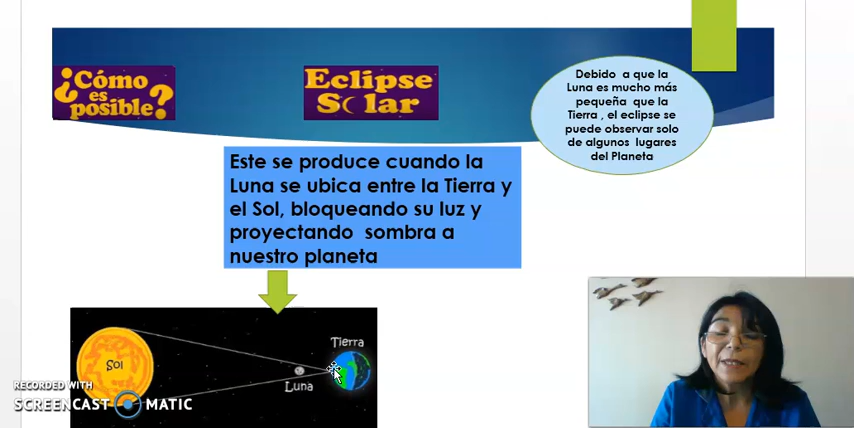 ¿Cómo
es
posible?
Eclipse
Solar
Debido a que la
Luna es mucho más
pequeña que la
Tierra , el eclipse se
puede observar solo
de algunos lugares
del Planeta
Este se produce cuando la
Luna se ubica entre la Tierra y
el Sol, bloqueando su luz y
proyectando sombra a
nuestro planeta
Sol
Luna
Tierra
RECORDED WITH
SCREENCAST MATIC